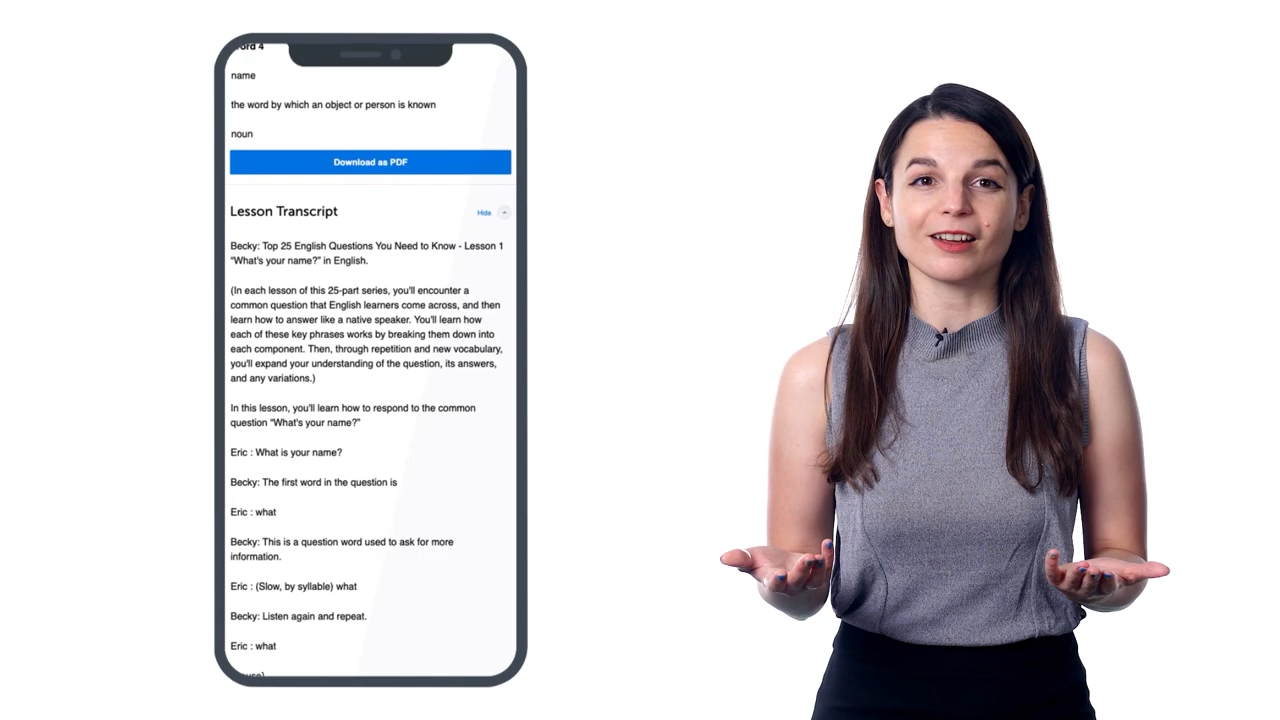 name
the word by which an object or person is known
noun
Download as PDF
Lesson Transcript
Hide
Becky: Top 25 English Questions You Need to Know - Lesson 1
“What's your name?” in English.
(In each lesson of this 25-part series, you'll encounter a
common question that English learners come across, and then
learn how to answer like a native speaker. You'll learn how
each of these key phrases works by breaking them down into
each component. Then, through repetition and new vocabulary,
you'll expand your understanding of the question, its answers,
and any variations.)
In this lesson, you'll learn how to respond to the common
question “What's your name?”
Eric : What is your name?
Becky: The first word in the question is
Eric : what
Becky: This is a question word used to ask for more
information.
Eric : (Slow, by syllable) what
Becky: Listen again and repeat.
Eric : what